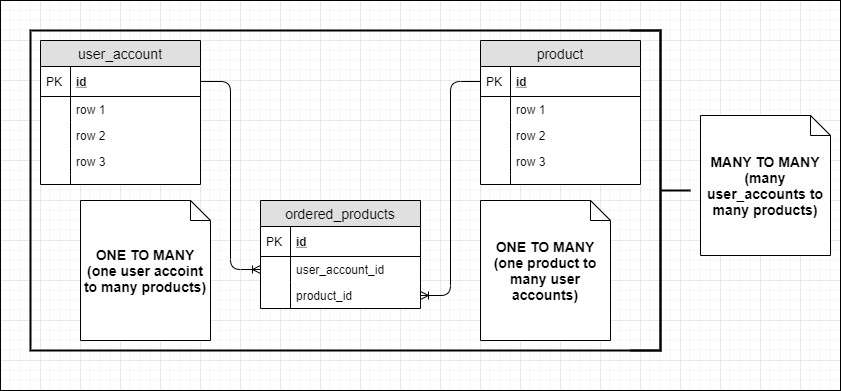 user_account
PK id
row 1
row 2
row 3
product
PK id
row 1
row 2
row 3
MANY TO MANY
(many
user_accounts to
many products)
ONE TO MANY
(one user accoint
to many products)
ordered_products
PK id
user_account_id
product_id
ONE TO MANY
(one product to
many user
accounts)